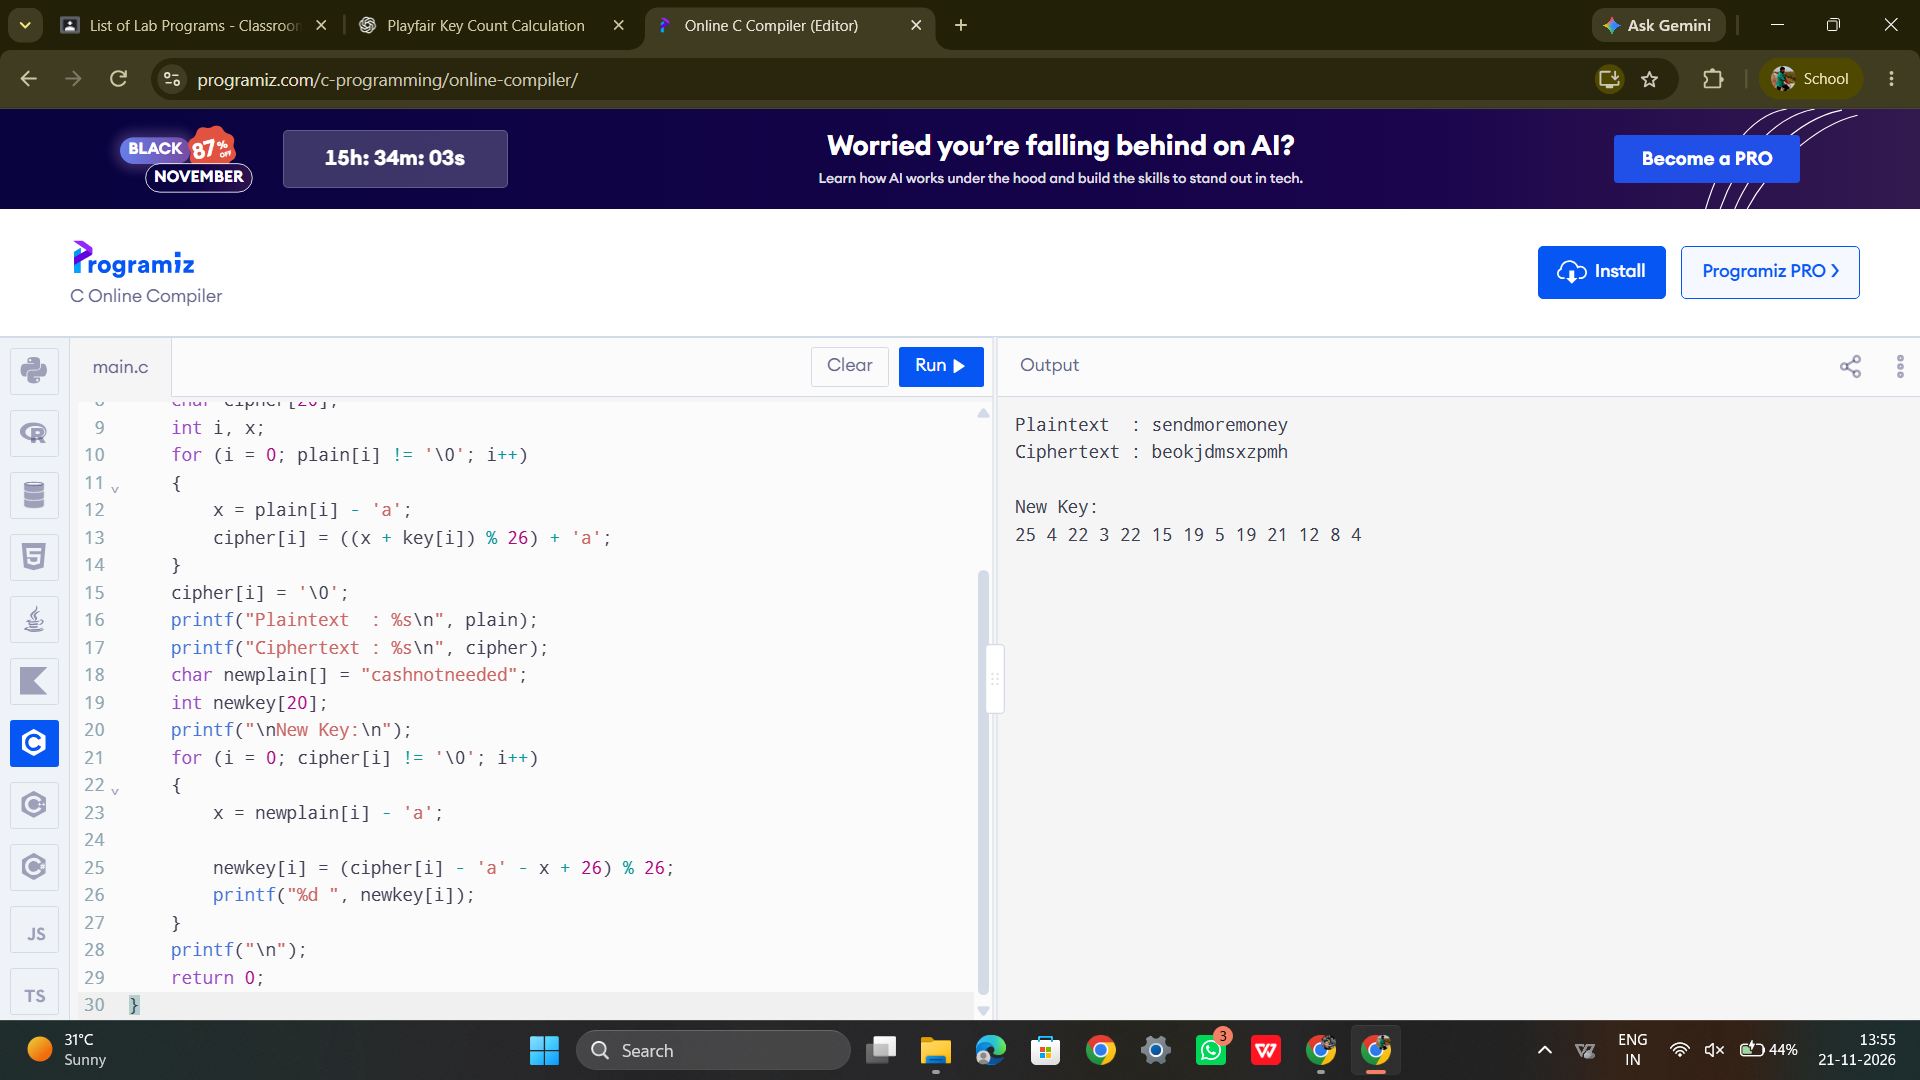 List of Lab Programs - Classroom
Playfair Key Count Calculation
Online C Compiler (Editor)
Ask Gemini
programiz.com/c-programming/online-compiler/
School
BLACK 87% OFF
NOVEMBER
15h: 34m: 03s
Worried you’re falling behind on AI?
Learn how AI works under the hood and build the skills to stand out in tech.
Become a PRO
Programiz
C Online Compiler
Install
Programiz PRO >
main.c
Clear
Run
Output
8 char cipher[20];
9 int i, x;
10 for (i = 0; plain[i] != '\0'; i++)
11 {
12 x = plain[i] - 'a';
13 cipher[i] = ((x + key[i]) % 26) + 'a';
14 }
15 cipher[i] = '\0';
16 printf("Plaintext  : %s\n", plain);
17 printf("Ciphertext : %s\n", cipher);
18 char newplain[] = "cashnotneeded";
19 int newkey[20];
20 printf("\nNew Key:\n");
21 for (i = 0; cipher[i] != '\0'; i++)
22 {
23 x = newplain[i] - 'a';
24
25 newkey[i] = (cipher[i] - 'a' - x + 26) % 26;
26 printf("%d ", newkey[i]);
27 }
28 printf("\n");
29 return 0;
30 }
Plaintext  : sendmoremoney
Ciphertext : beokjdmsxzpmh
New Key:
25 4 22 3 22 15 19 5 19 21 12 8 4
JS
TS
31°C
Sunny
Search
3
ENG
IN
44%
13:55
21-11-2026